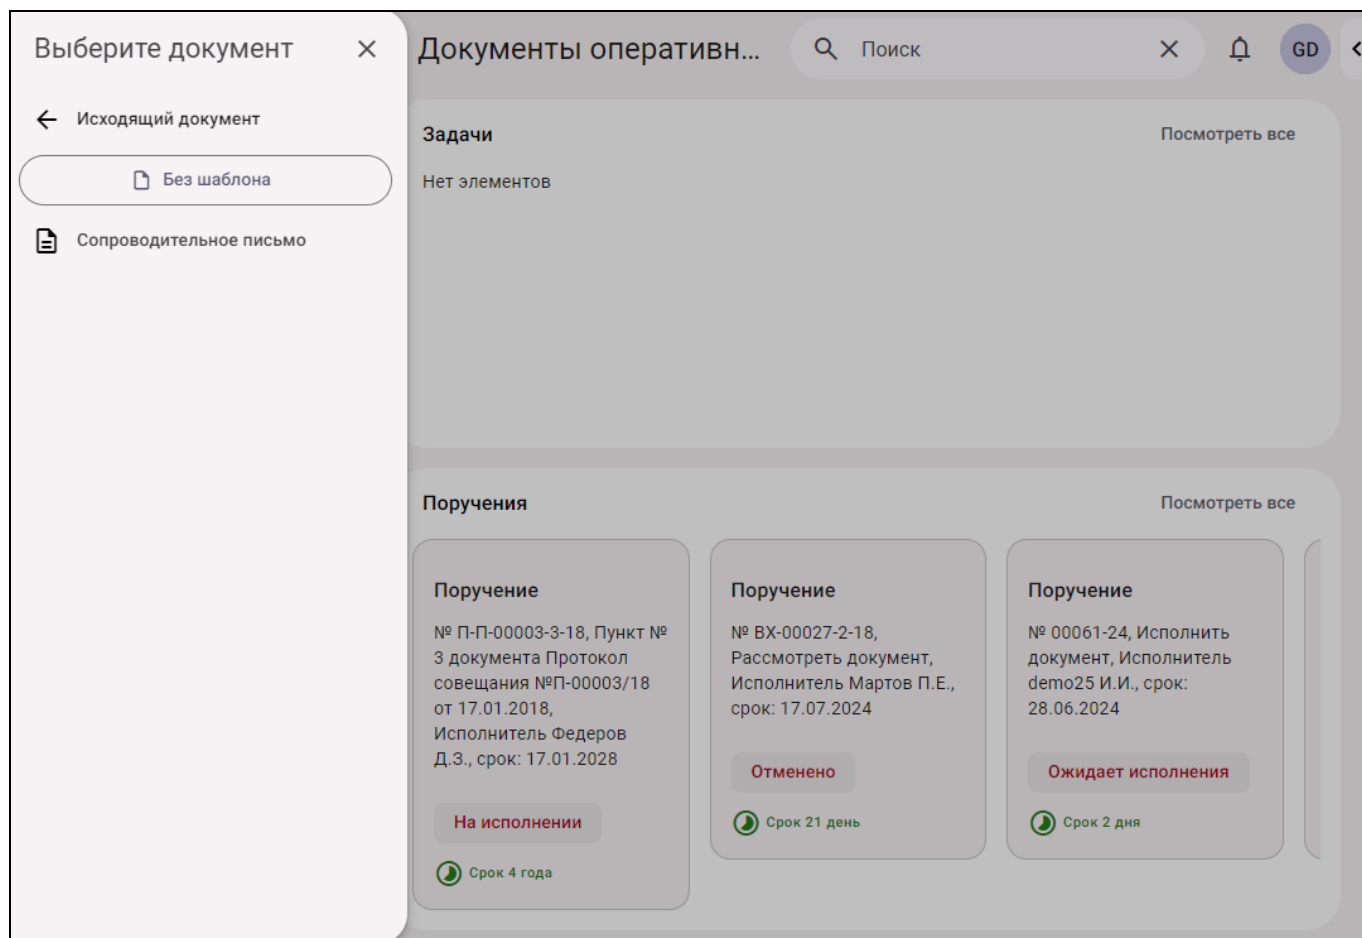 Выберите документ
Исходящий документ
Без шаблона
Сопроводительное письмо
Документы оперативн...
Поиск
GD
Задачи
Посмотреть все
Нет элементов
Поручения
Посмотреть все
Поручение
№ П-П-00003-3-18, Пункт №
3 документа Протокол
совещания №П-00003/18
от 17.01.2018,
Исполнитель Федеров
Д.З., срок: 17.01.2028
На исполнении
Срок 4 года
Поручение
№ ВХ-00027-2-18,
Рассмотреть документ,
Исполнитель Мартов П.Е.,
срок: 17.07.2024
Отменено
Срок 21 день
Поручение
№ 00061-24, Исполнить
документ, Исполнитель
demo25 И.И., срок:
28.06.2024
Ожидает исполнения
Срок 2 дня